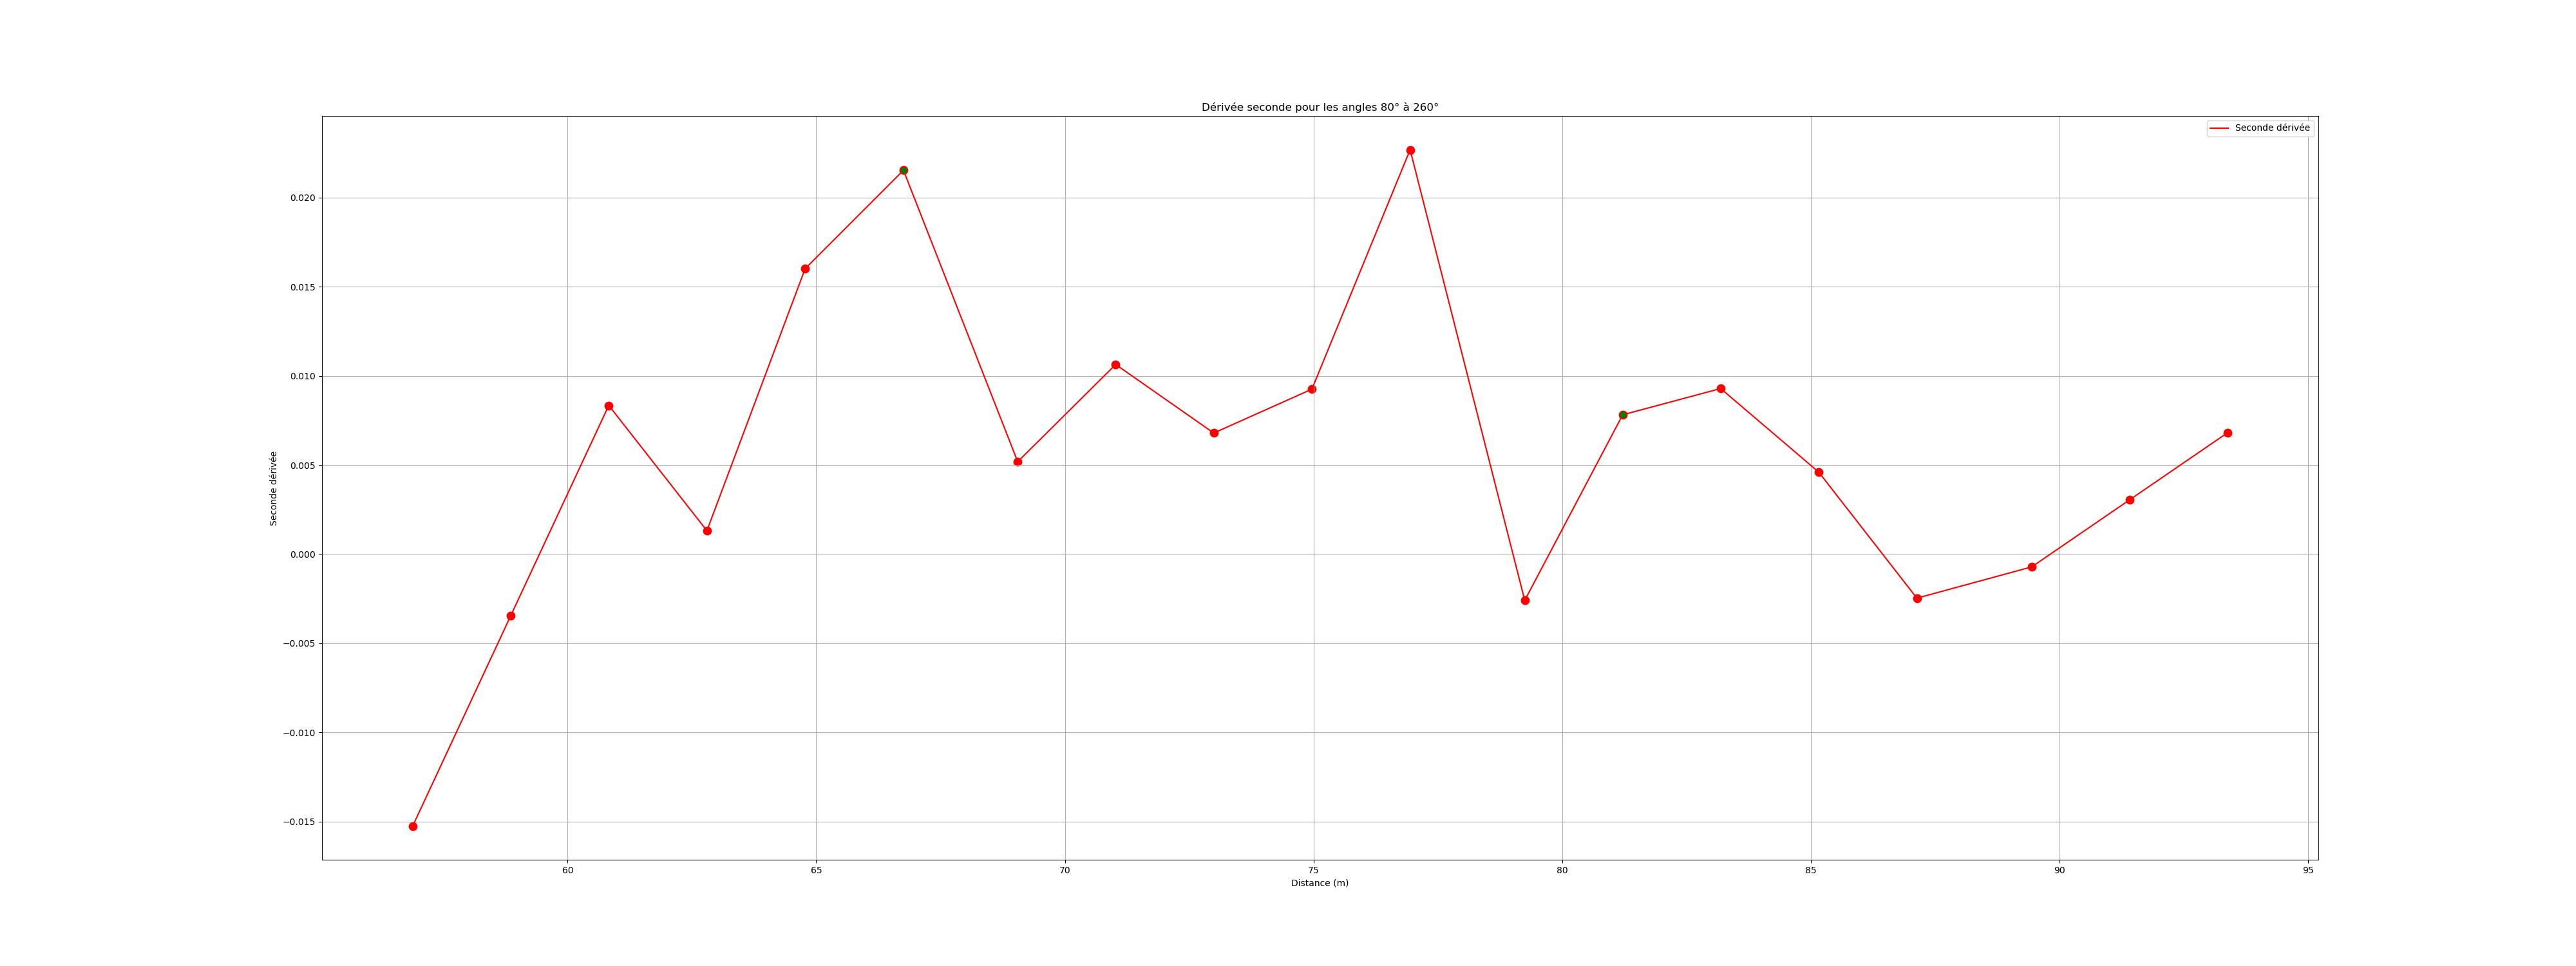 Dérivée seconde pour les angles 80° à 260°
Seconde dérivée
0.020
0.015
0.010
0.005
0.000
−0.005
−0.010
−0.015
Seconde dérivée
60 65 70 75 80 85 90 95
Distance (m)